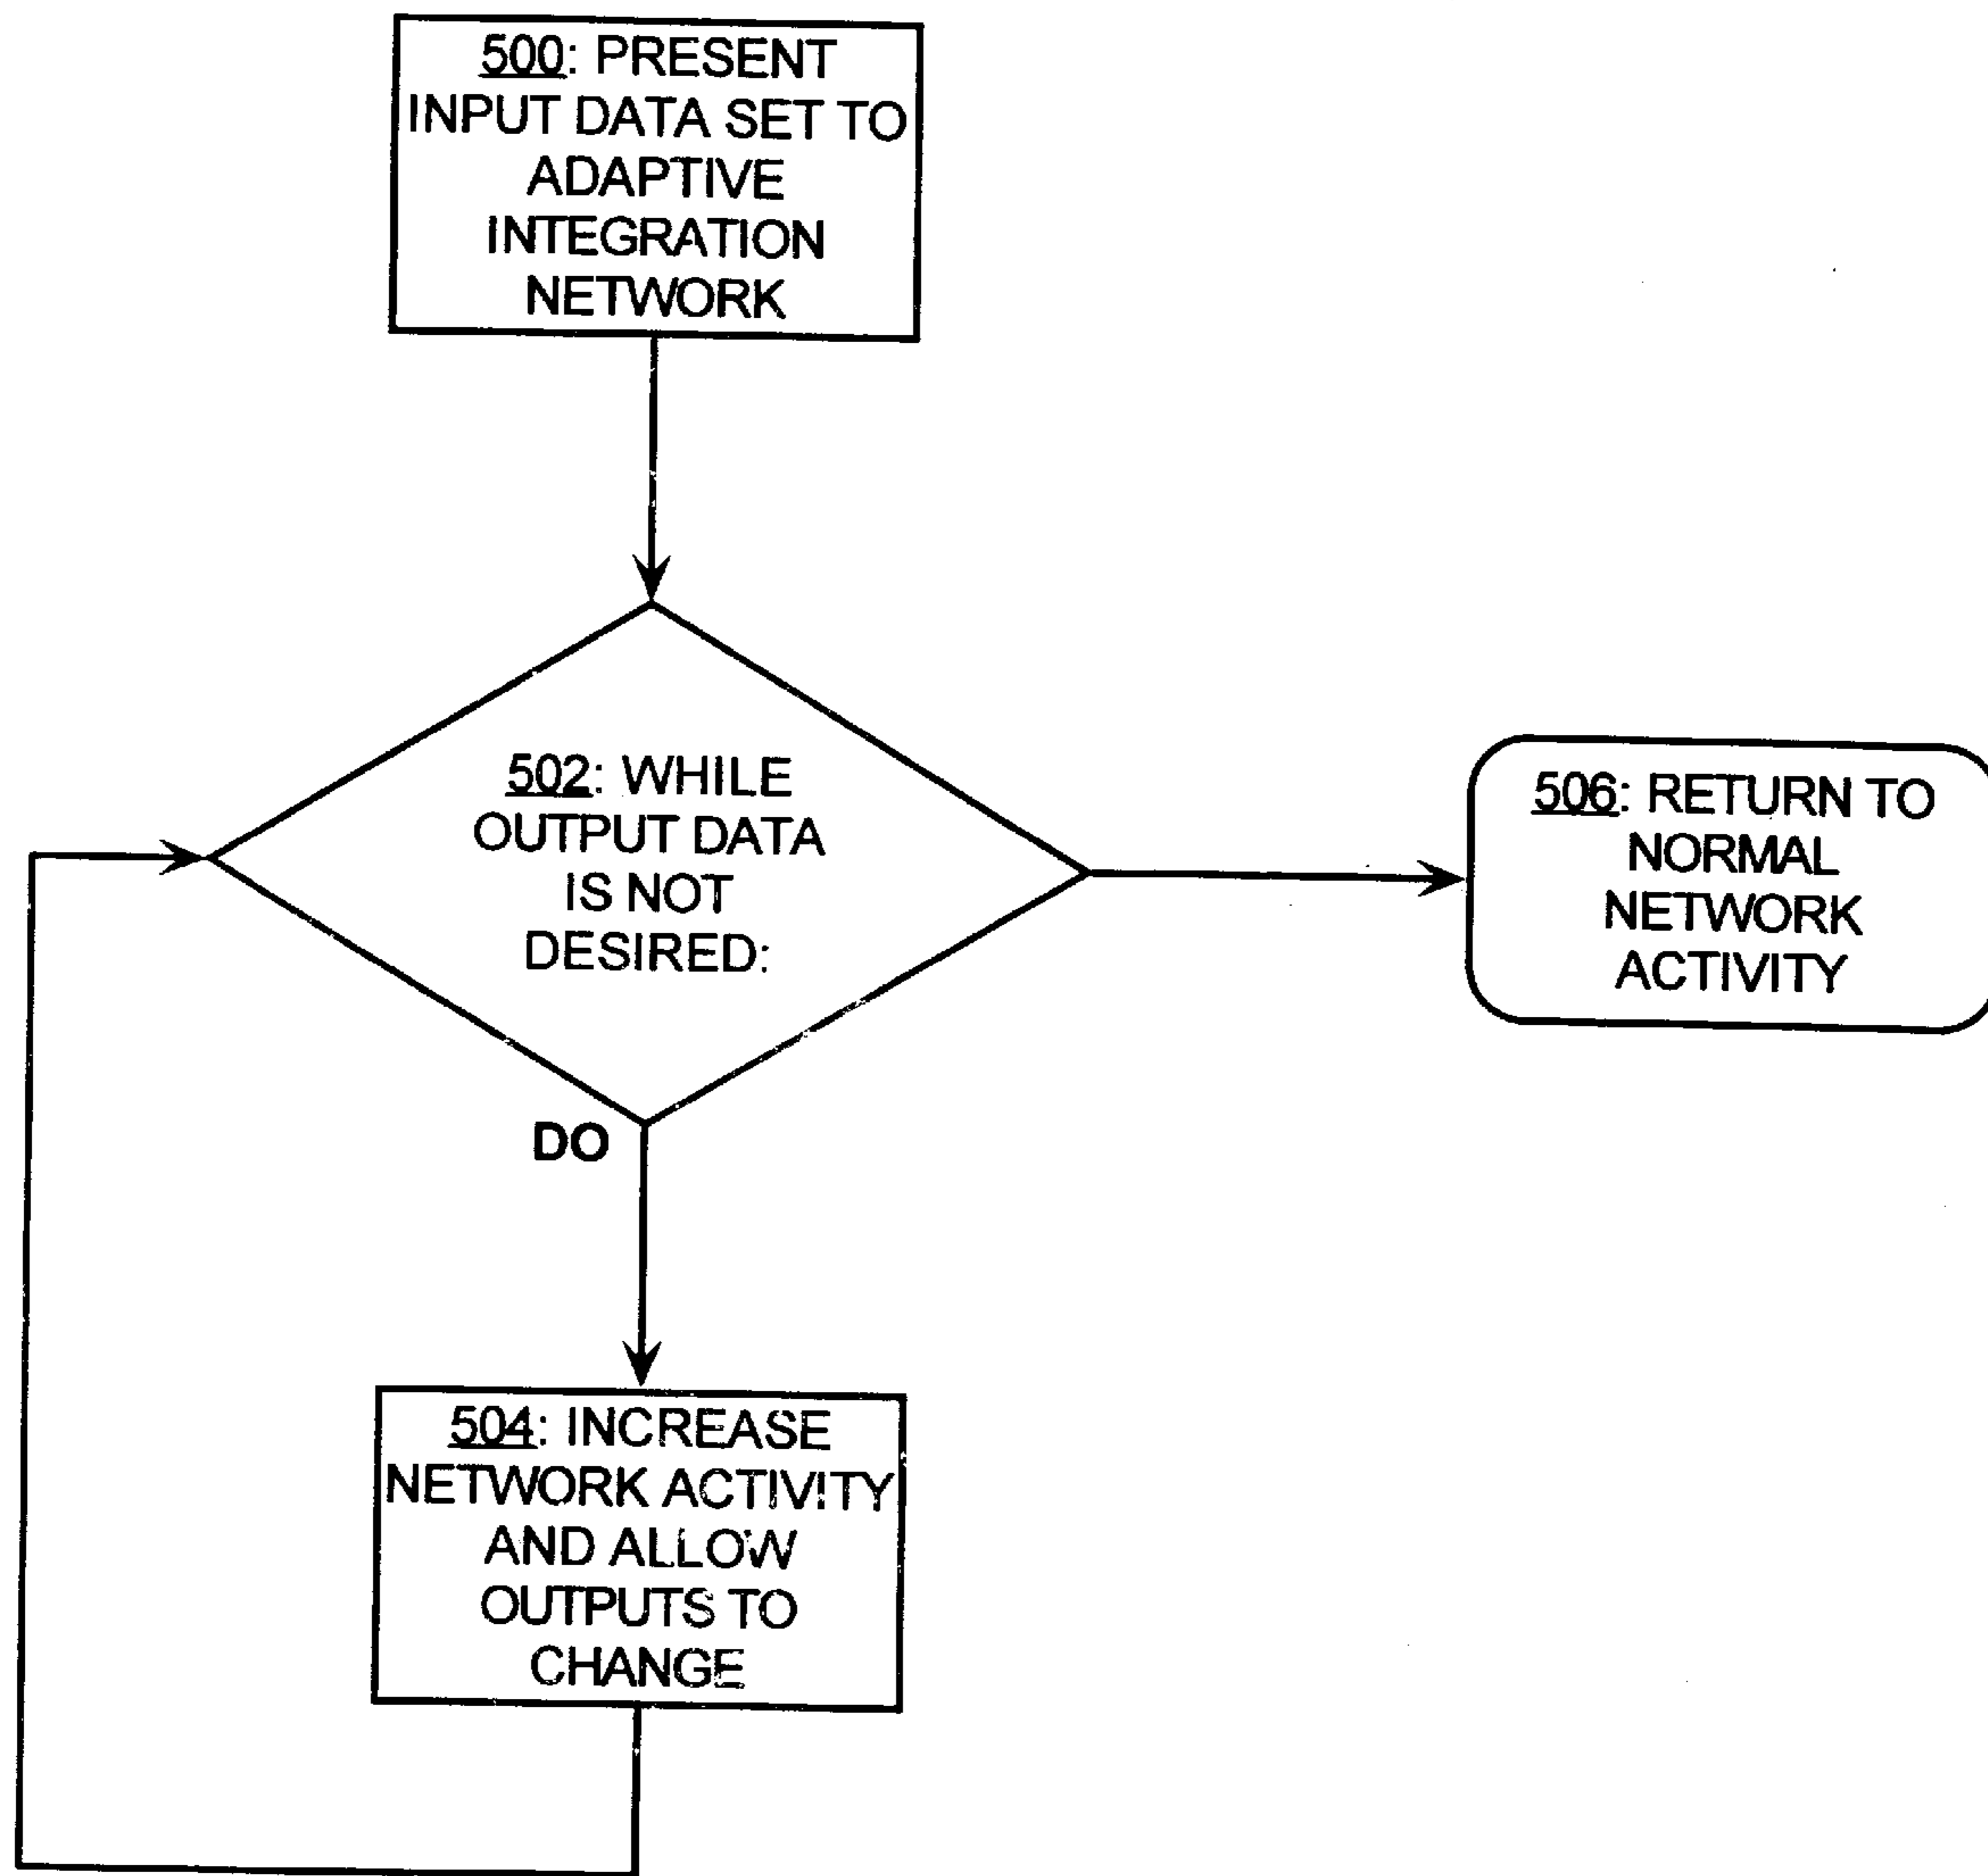 500: PRESENT
INPUT DATA SET TO
ADAPTIVE
INTEGRATION
NETWORK
502: WHILE
OUTPUT DATA
IS NOT
DESIRED:
506: RETURN TO
NORMAL
NETWORK
ACTIVITY
DO
504: INCREASE
NETWORK ACTIVITY
AND ALLOW
OUTPUTS TO
CHANGE